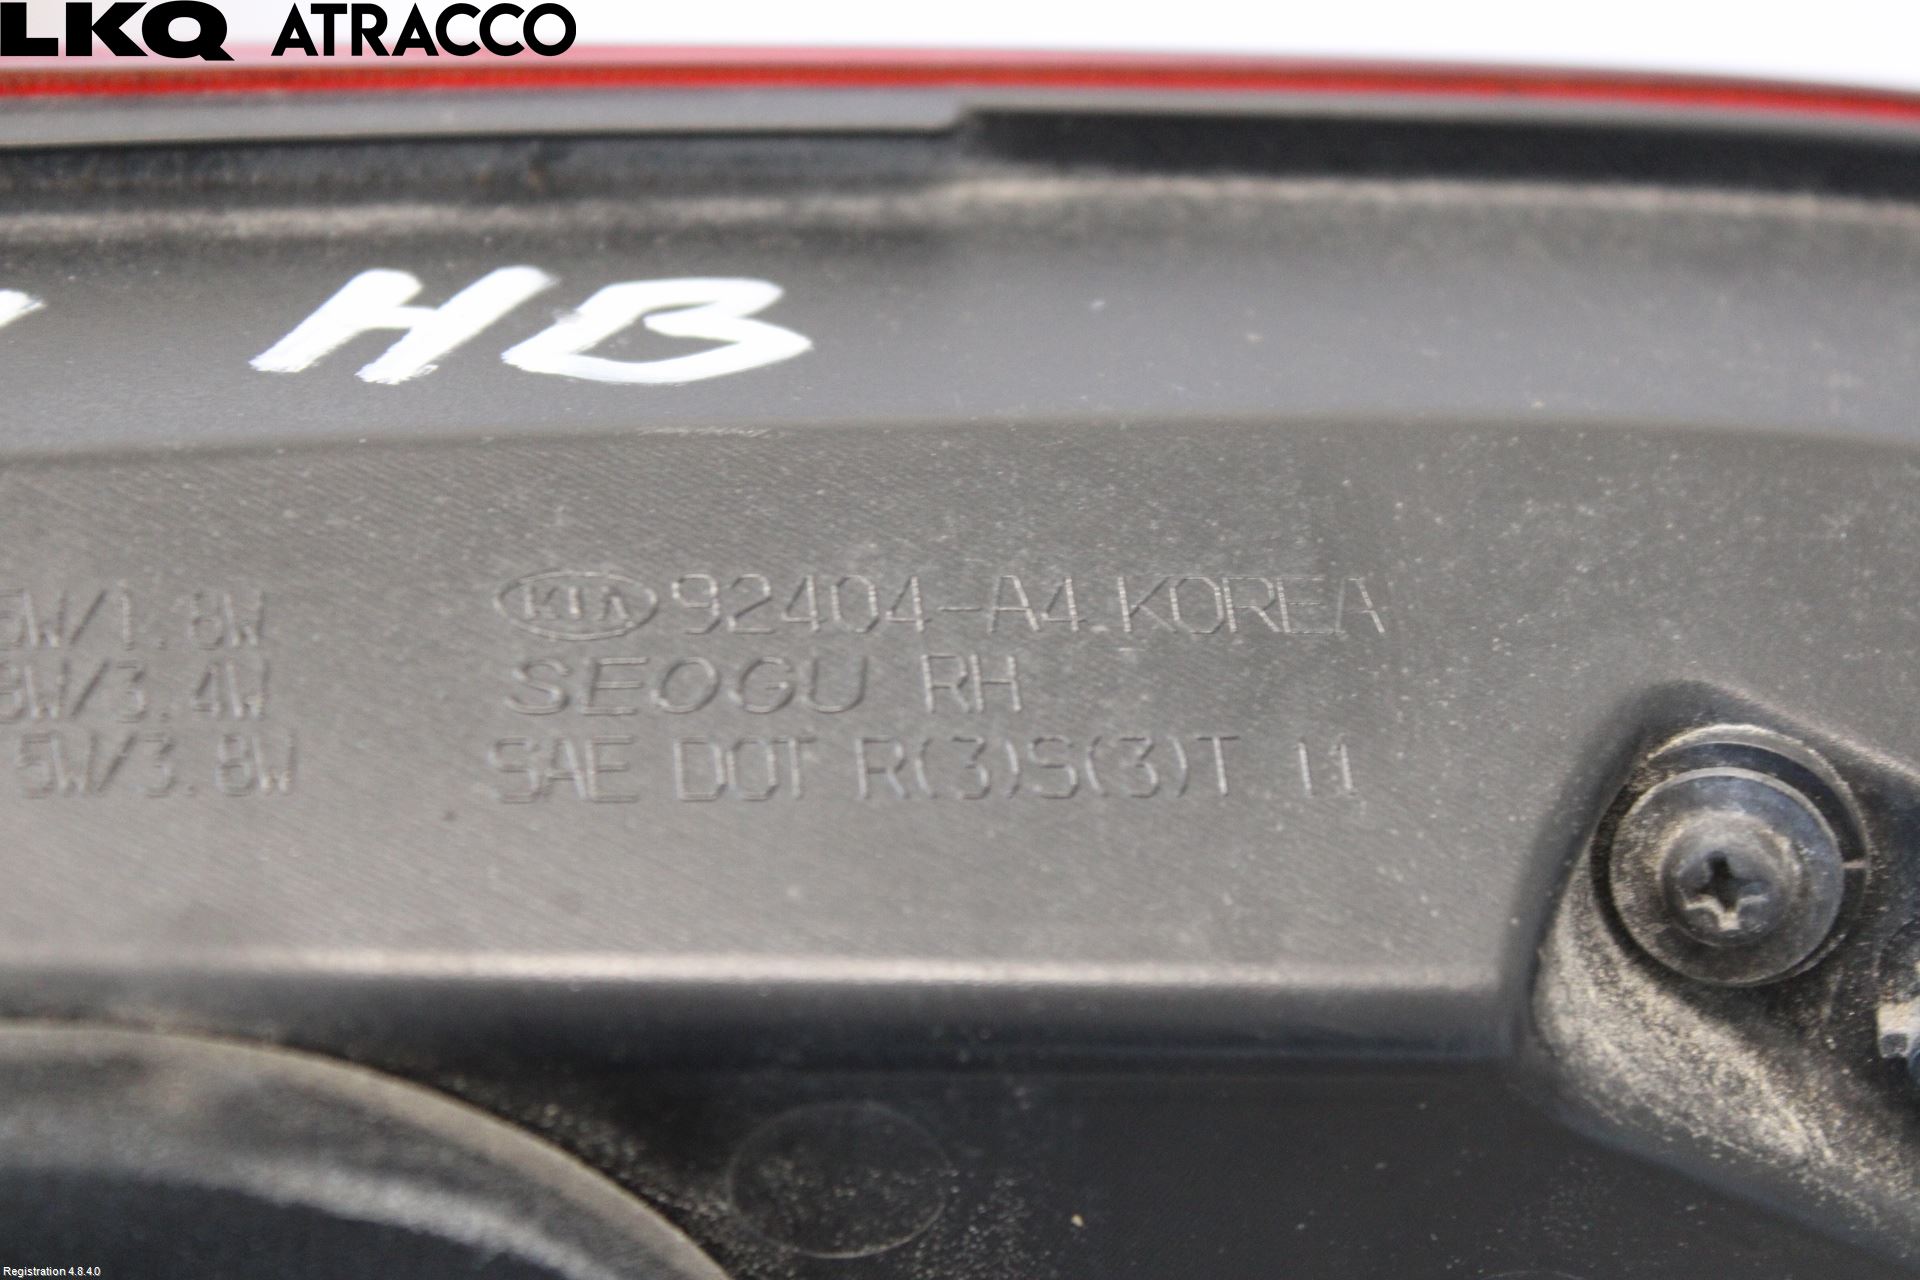 LKQ ATRACCO
HB
5W/1.8W
8W/3.4W
5W/3.8W
KIA 92404-A4 KOREA
SEOGU RH
SAE DOT R(3)S(3)T 11
Registration 4.8.4.0